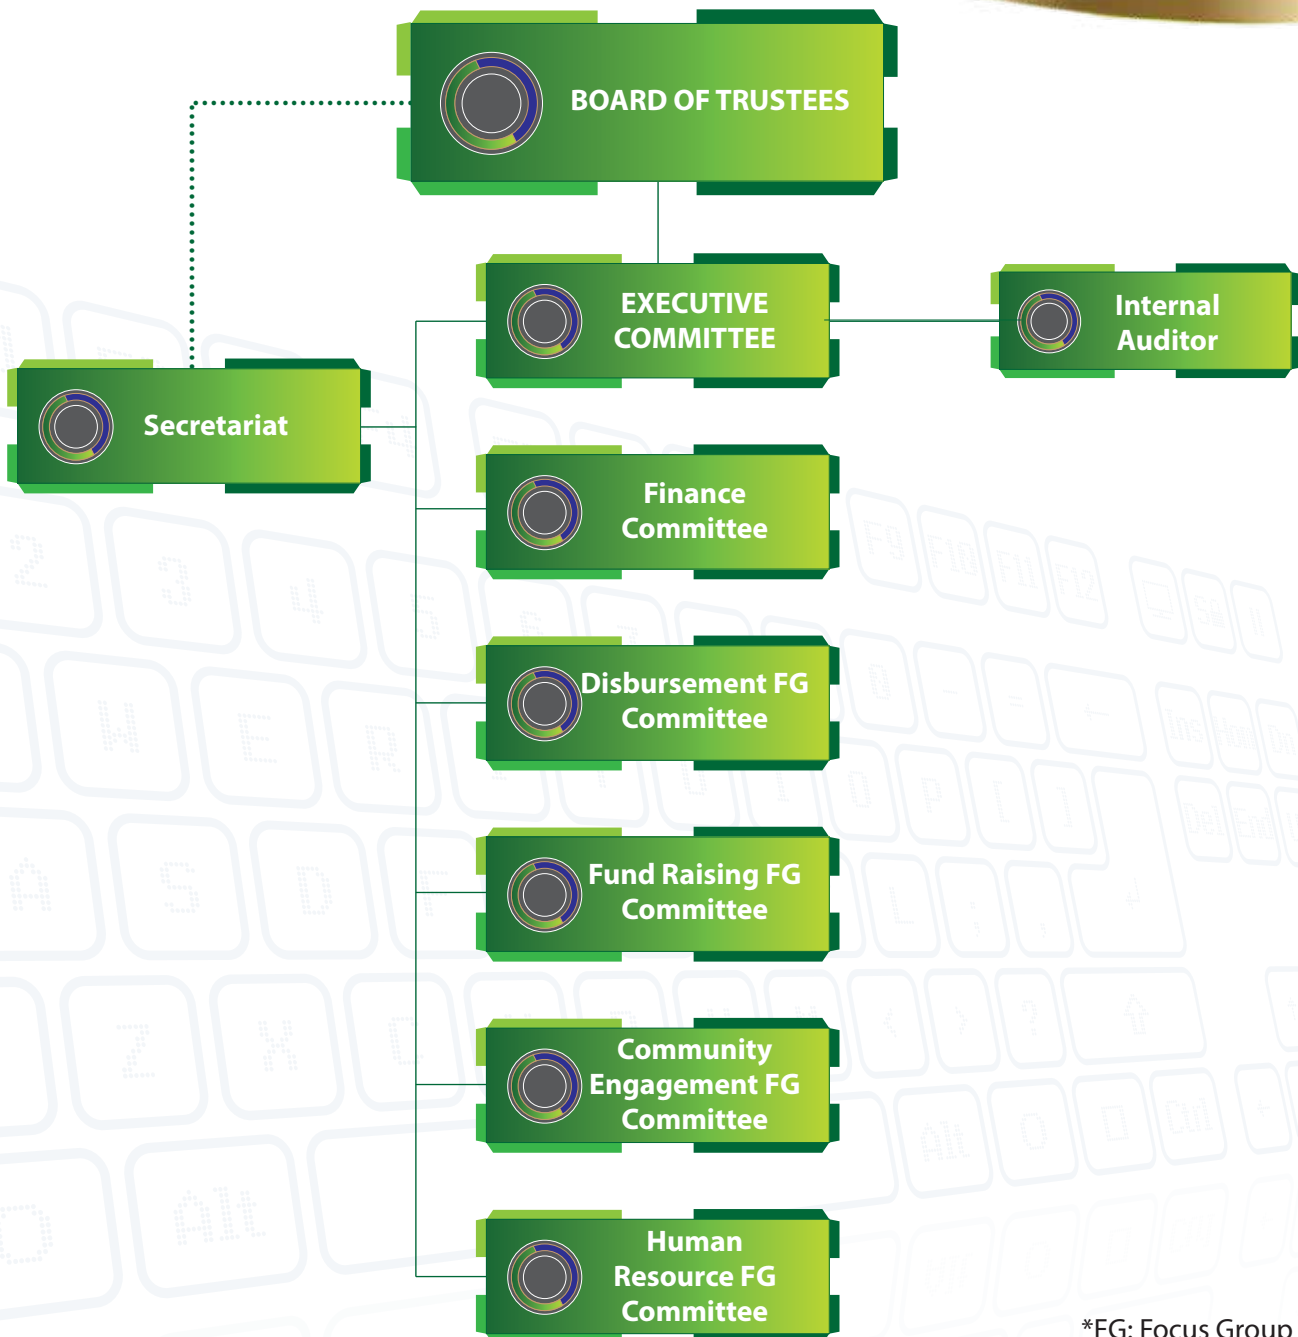 BOARD OF TRUSTEES
EXECUTIVE
COMMITTEE
Internal
Auditor
Secretariat
Finance
Committee
Disbursement FG
Committee
Fund Raising FG
Committee
Community
Engagement FG
Committee
Human
Resource FG
Committee
*FG: Focus Group